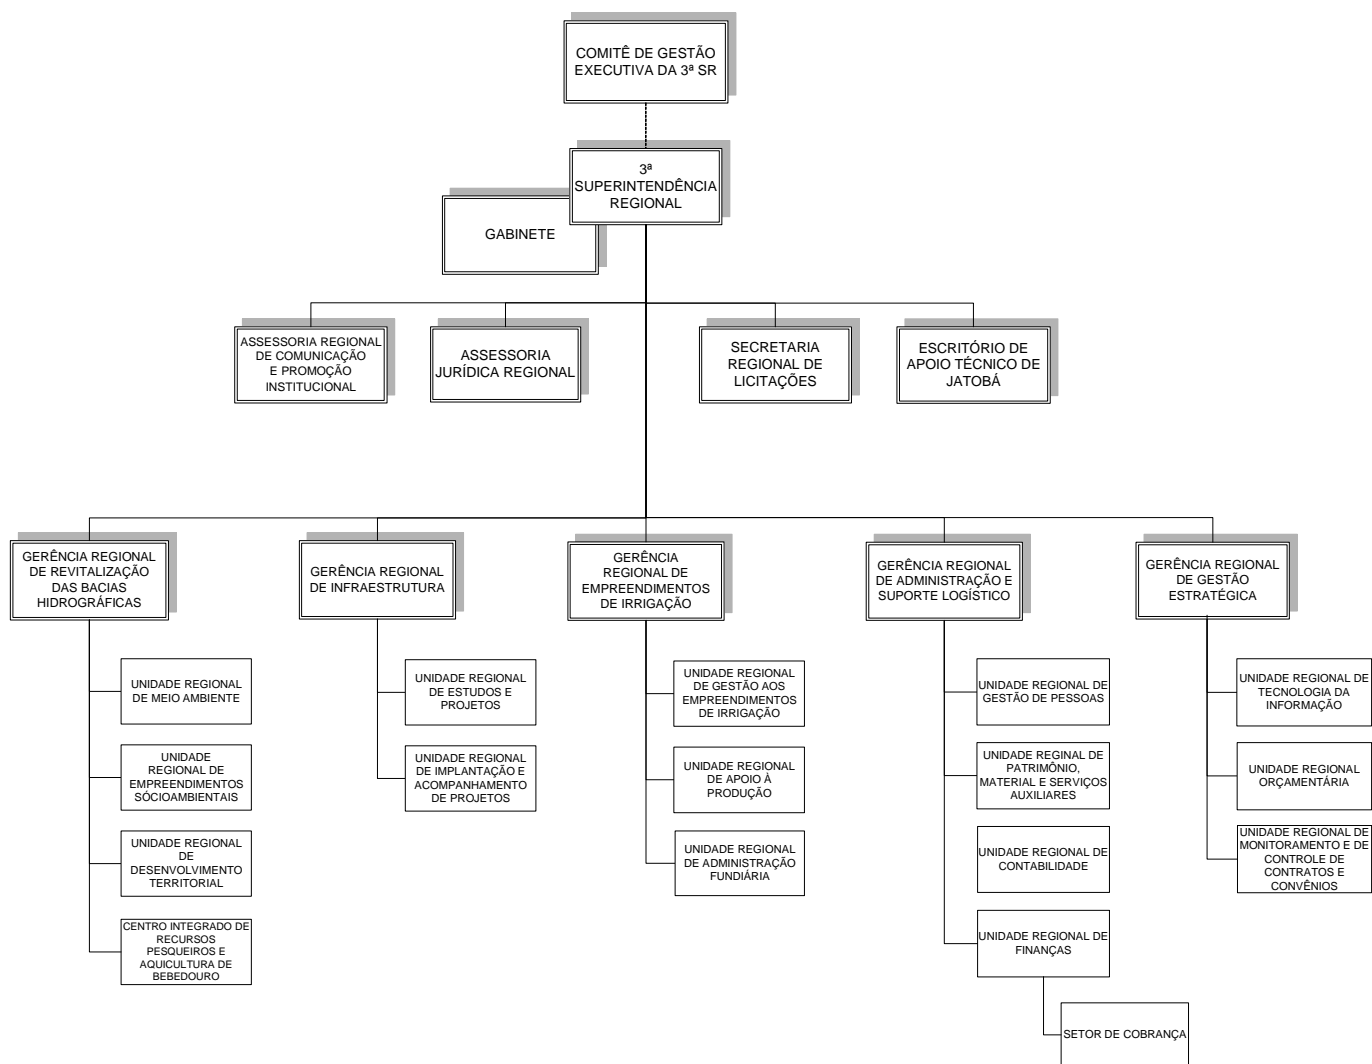 COMITÊ DE GESTÃO
EXECUTIVA DA 3ª SR
3ª
SUPERINTENDÊNCIA
REGIONAL
GABINETE
ASSESSORIA REGIONAL
DE COMUNICAÇÃO
E PROMOÇÃO
INSTITUCIONAL
ASSESSORIA
JURÍDICA REGIONAL
SECRETARIA
REGIONAL DE
LICITAÇÕES
ESCRITÓRIO DE
APOIO TÉCNICO DE
JATOBÁ
GERÊNCIA REGIONAL
DE REVITALIZAÇÃO
DAS BACIAS
HIDROGRÁFICAS
GERÊNCIA REGIONAL
DE INFRAESTRUTURA
GERÊNCIA
REGIONAL DE
EMPREENDIMENTOS
DE IRRIGAÇÃO
GERÊNCIA REGIONAL
DE ADMINISTRAÇÃO E
SUPORTE LOGÍSTICO
GERÊNCIA REGIONAL
DE GESTÃO
ESTRATÉGICA
UNIDADE REGIONAL
DE MEIO AMBIENTE
UNIDADE
REGIONAL DE
EMPREENDIMENTOS
SÓCIOAMBIENTAIS
UNIDADE REGIONAL
DE
DESENVOLVIMENTO
TERRITORIAL
CENTRO INTEGRADO DE
RECURSOS
PESQUEIROS E
AQUICULTURA DE
BEBEDOURO
UNIDADE REGIONAL
DE ESTUDOS E
PROJETOS
UNIDADE REGIONAL
DE IMPLANTAÇÃO E
ACOMPANHAMENTO
DE PROJETOS
UNIDADE REGIONAL
DE GESTÃO AOS
EMPREENDIMENTOS
DE IRRIGAÇÃO
UNIDADE REGIONAL
DE APOIO À
PRODUÇÃO
UNIDADE REGIONAL
DE ADMINISTRAÇÃO
FUNDIÁRIA
UNIDADE REGIONAL DE
GESTÃO DE PESSOAS
UNIDADE REGINAL DE
PATRIMÔNIO,
MATERIAL E SERVIÇOS
AUXILIARES
UNIDADE REGIONAL DE
CONTABILIDADE
UNIDADE REGIONAL DE
FINANÇAS
SETOR DE COBRANÇA
UNIDADE REGIONAL DE
TECNOLOGIA DA
INFORMAÇÃO
UNIDADE REGIONAL
ORÇAMENTÁRIA
UNIDADE REGIONAL DE
MONITORAMENTO E DE
CONTROLE DE
CONTRATOS E
CONVÊNIOS